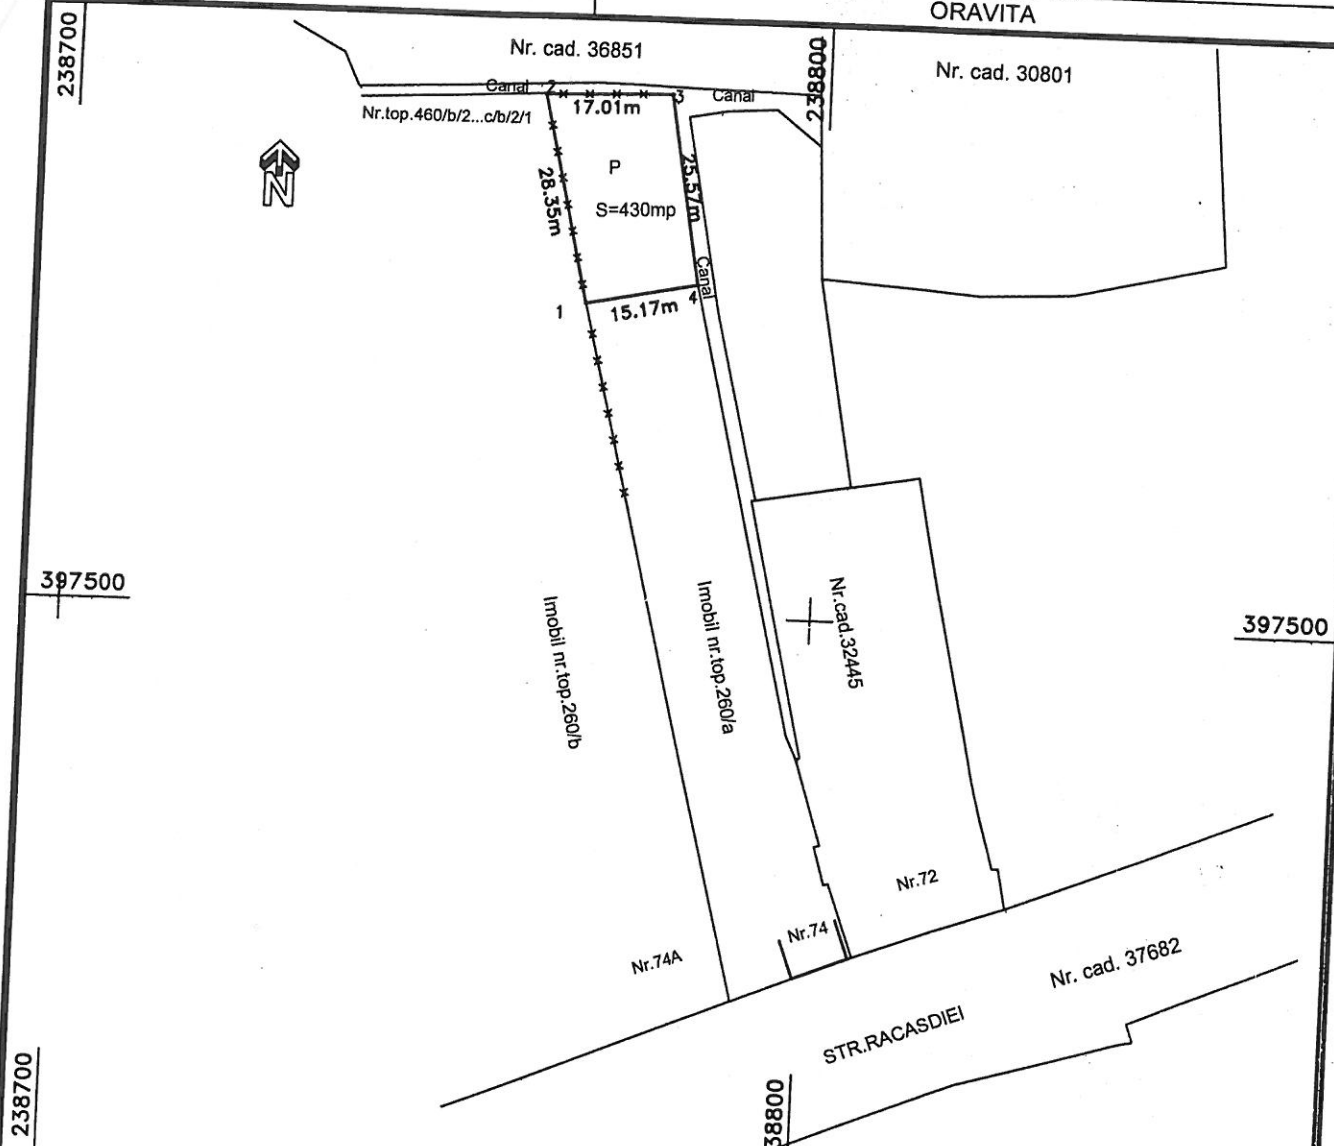 ORAVITA
238700
Nr. cad. 36851
238800
Nr. cad. 30801
Canal
2
3
Canal
17.01m
Nr.top.460/b/2...c/b/2/1
N
P
28.35m
25.57m
S=430mp
Canal
1
15.17m
4
397500
397500
Imobil nr.top.260/b
Imobil nr.top.260/a
Nr.cad.32445
Nr.72
Nr.74
Nr.74A
Nr. cad. 37682
STR.RACASDIEI
238700
38800